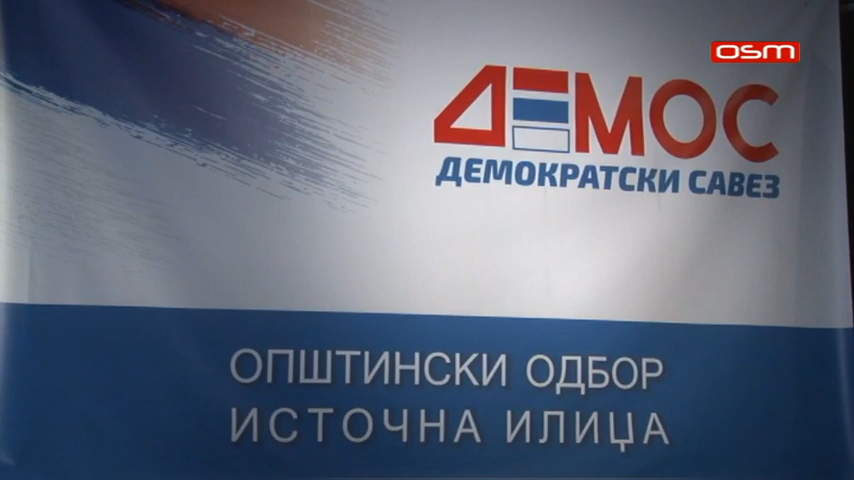 OSM
ДЕМОС
ДЕМОКРАТСКИ САВЕЗ
ОПШТИНСКИ ОДБОР
ИСТОЧНА ИЛИЏА